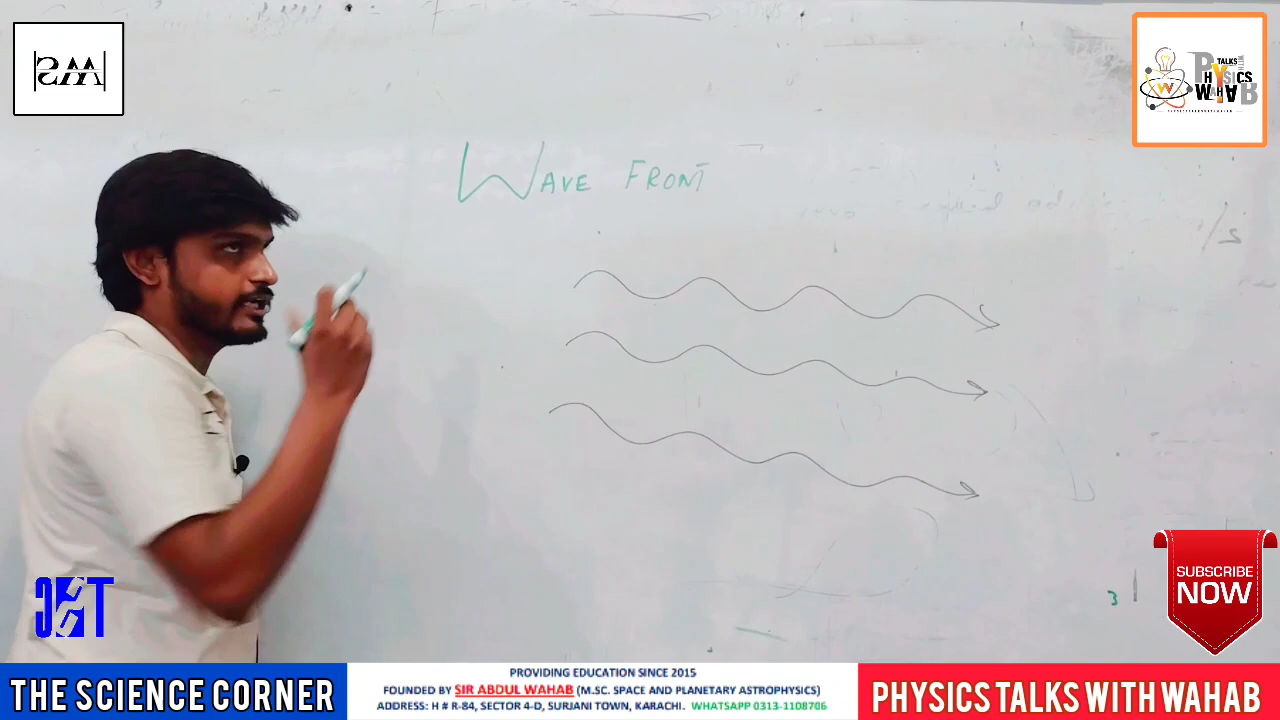 WAVE FRONT
TALKS
WITH
PHYSICS
WAHAB
SUBSCRIBE
NOW
3
THE SCIENCE CORNER
PROVIDING EDUCATION SINCE 2015
FOUNDED BY SIR ABDUL WAHAB (M.SC. SPACE AND PLANETARY ASTROPHYSICS)
ADDRESS: H # R-84, SECTOR 4-D, SURJANI TOWN, KARACHI. WHATSAPP 0313-1108706
PHYSICS TALKS WITH WAHAB